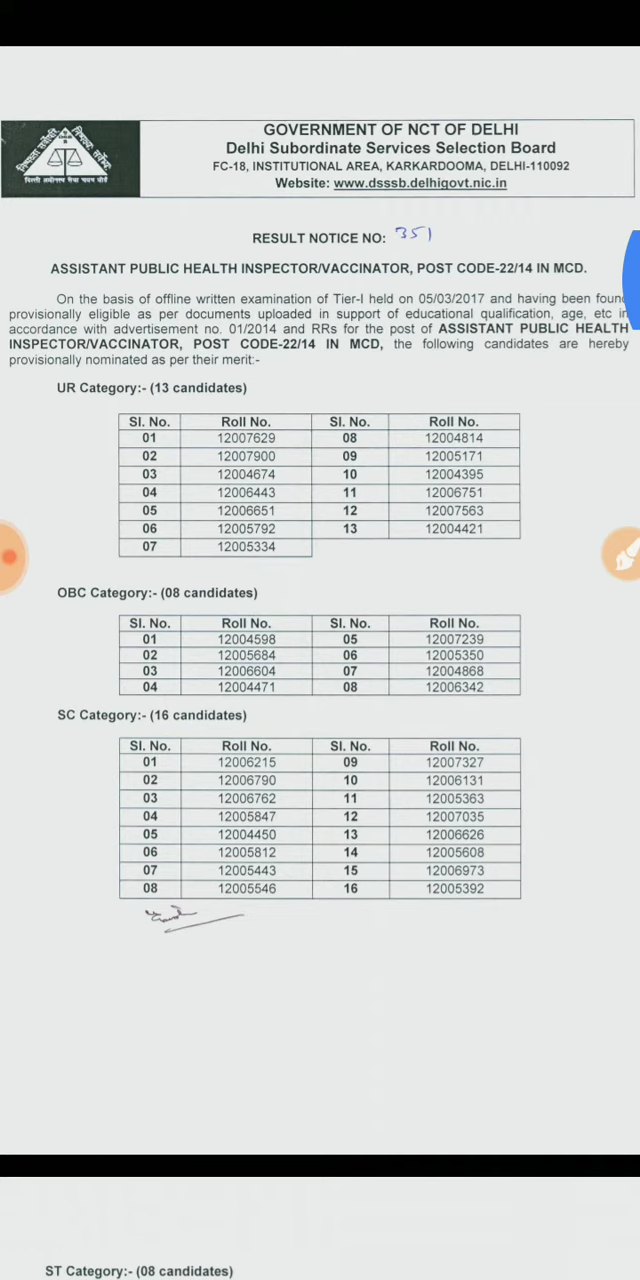 GOVERNMENT OF NCT OF DELHI
Delhi Subordinate Services Selection Board
FC-18, INSTITUTIONAL AREA, KARKARDOOMA, DELHI-110092
Website: www.dsssb.delhigovt.nic.in
RESULT NOTICE NO: 351
ASSISTANT PUBLIC HEALTH INSPECTOR/VACCINATOR, POST CODE-22/14 IN MCD.
On the basis of offline written examination of Tier-I held on 05/03/2017 and having been found
provisionally eligible as per documents uploaded in support of educational qualification, age, etc in
accordance with advertisement no. 01/2014 and RRs for the post of ASSISTANT PUBLIC HEALTH
INSPECTOR/VACCINATOR, POST CODE-22/14 IN MCD, the following candidates are hereby
provisionally nominated as per their merit:-
UR Category:- (13 candidates)
Sl. No. Roll No. Sl. No. Roll No.
01 12007629 08 12004814
02 12007900 09 12005171
03 12004674 10 12004395
04 12006443 11 12006751
05 12006651 12 12007563
06 12005792 13 12004421
07 12005334
OBC Category:- (08 candidates)
Sl. No. Roll No. Sl. No. Roll No.
01 12004598 05 12007239
02 12005684 06 12005350
03 12006604 07 12004868
04 12004471 08 12006342
SC Category:- (16 candidates)
Sl. No. Roll No. Sl. No. Roll No.
01 12006215 09 12007327
02 12006790 10 12006131
03 12006762 11 12005363
04 12005847 12 12007035
05 12004450 13 12006626
06 12005812 14 12005608
07 12005443 15 12006973
08 12005546 16 12005392
ST Category:- (08 candidates)